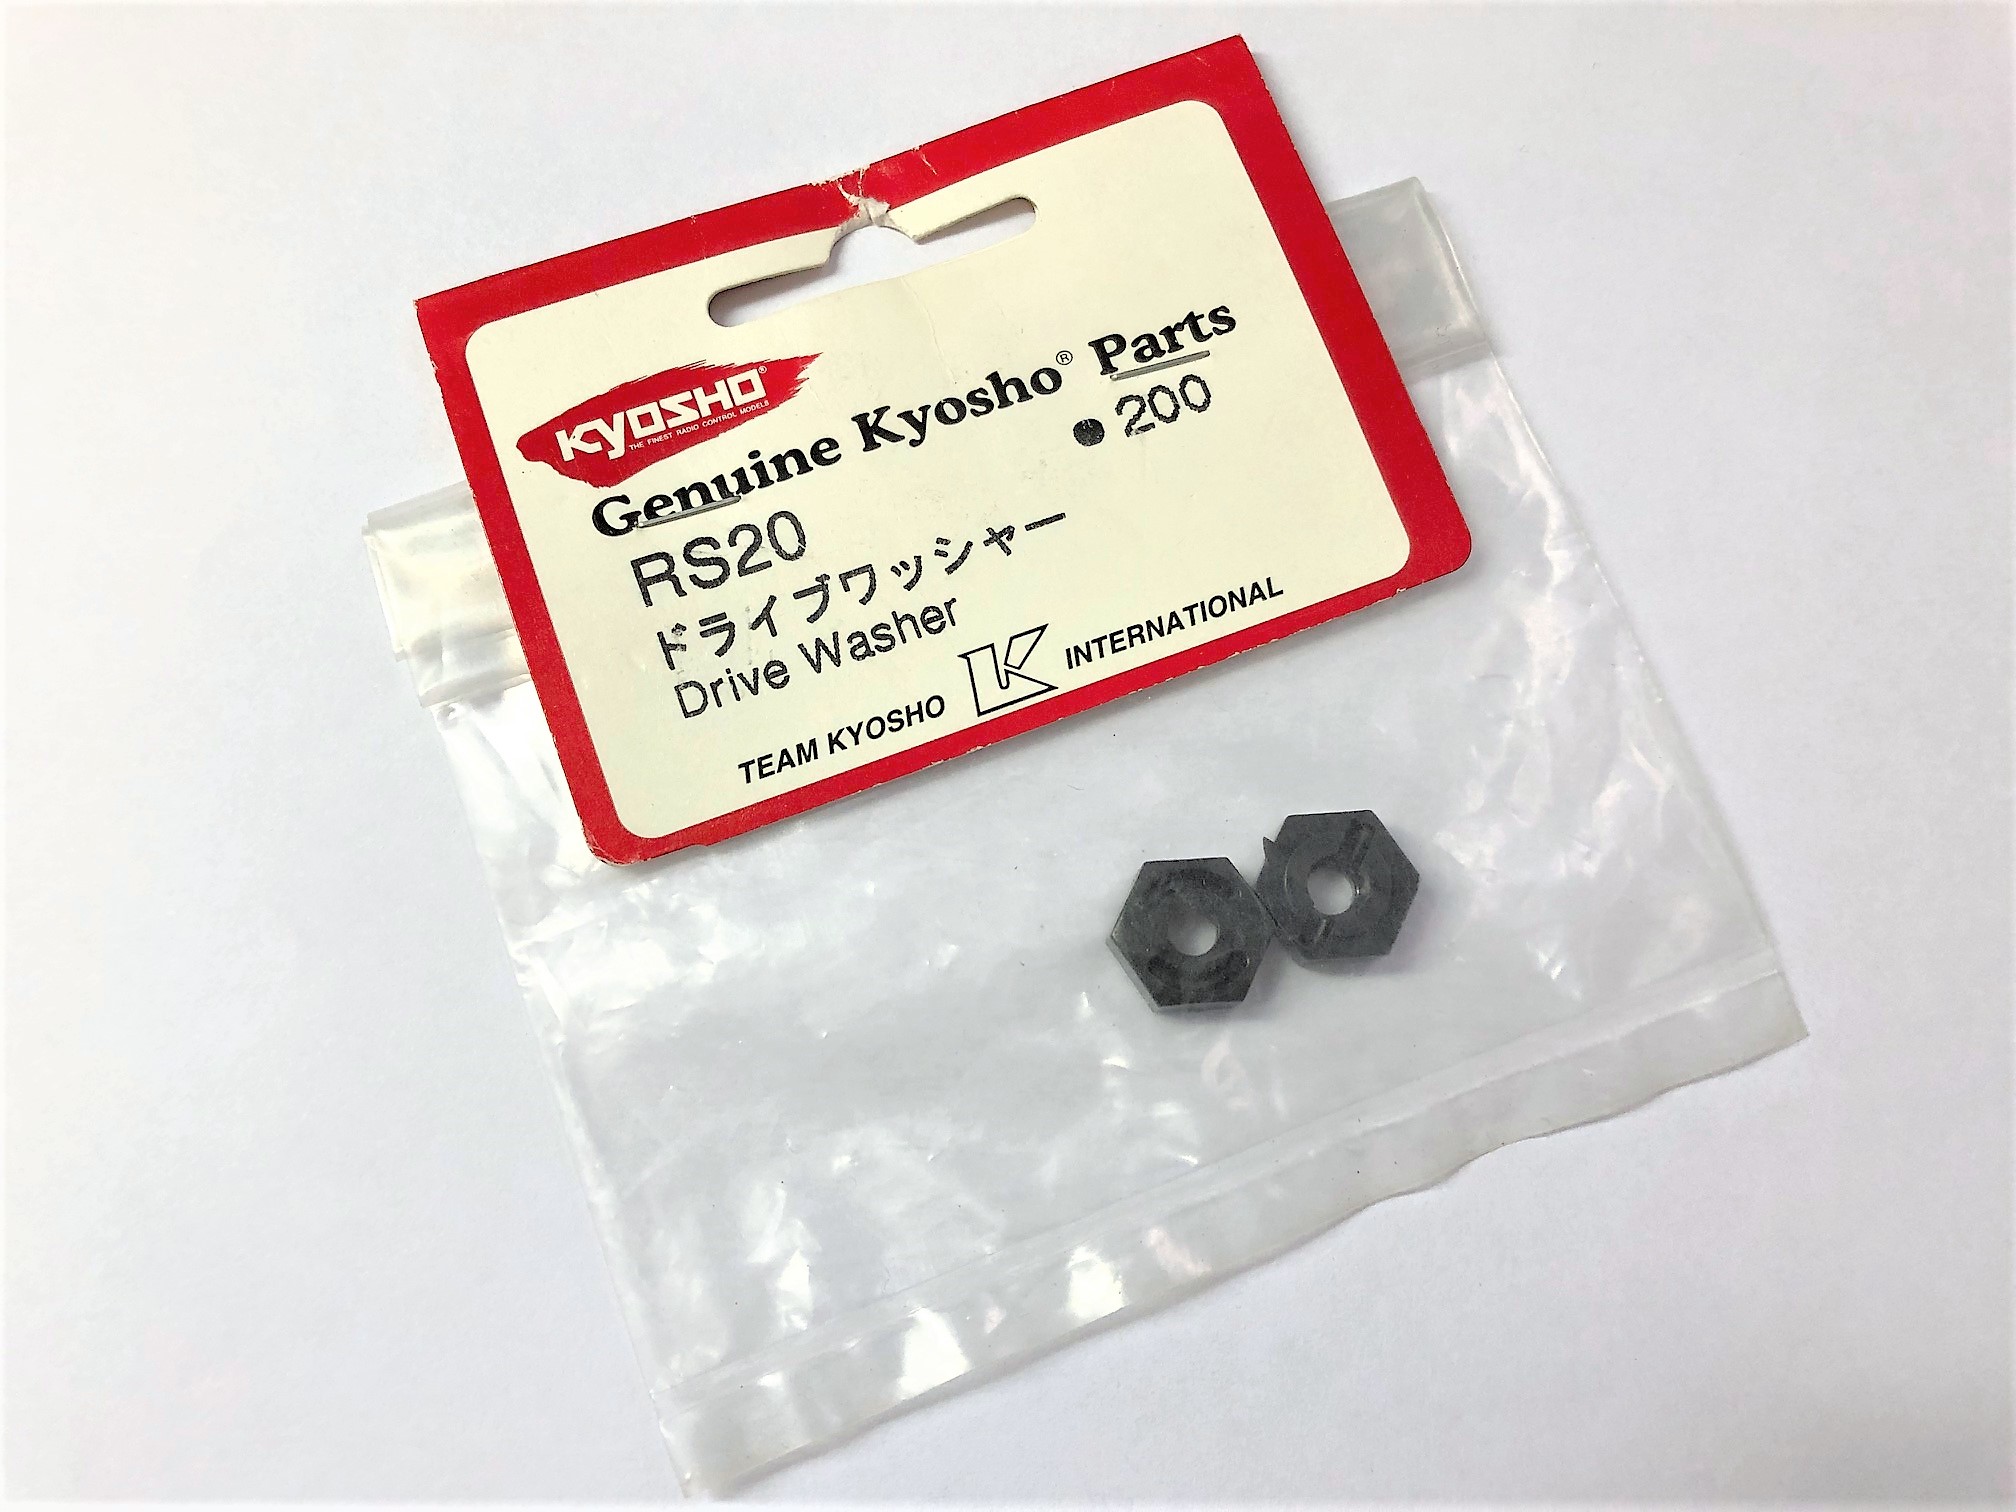 KYOSHO®
THE FINEST RADIO CONTROL MODELS
Genuine Kyosho® Parts
RS20 ●200
ドライブワッシャー
Drive Washer
TEAM KYOSHO K INTERNATIONAL